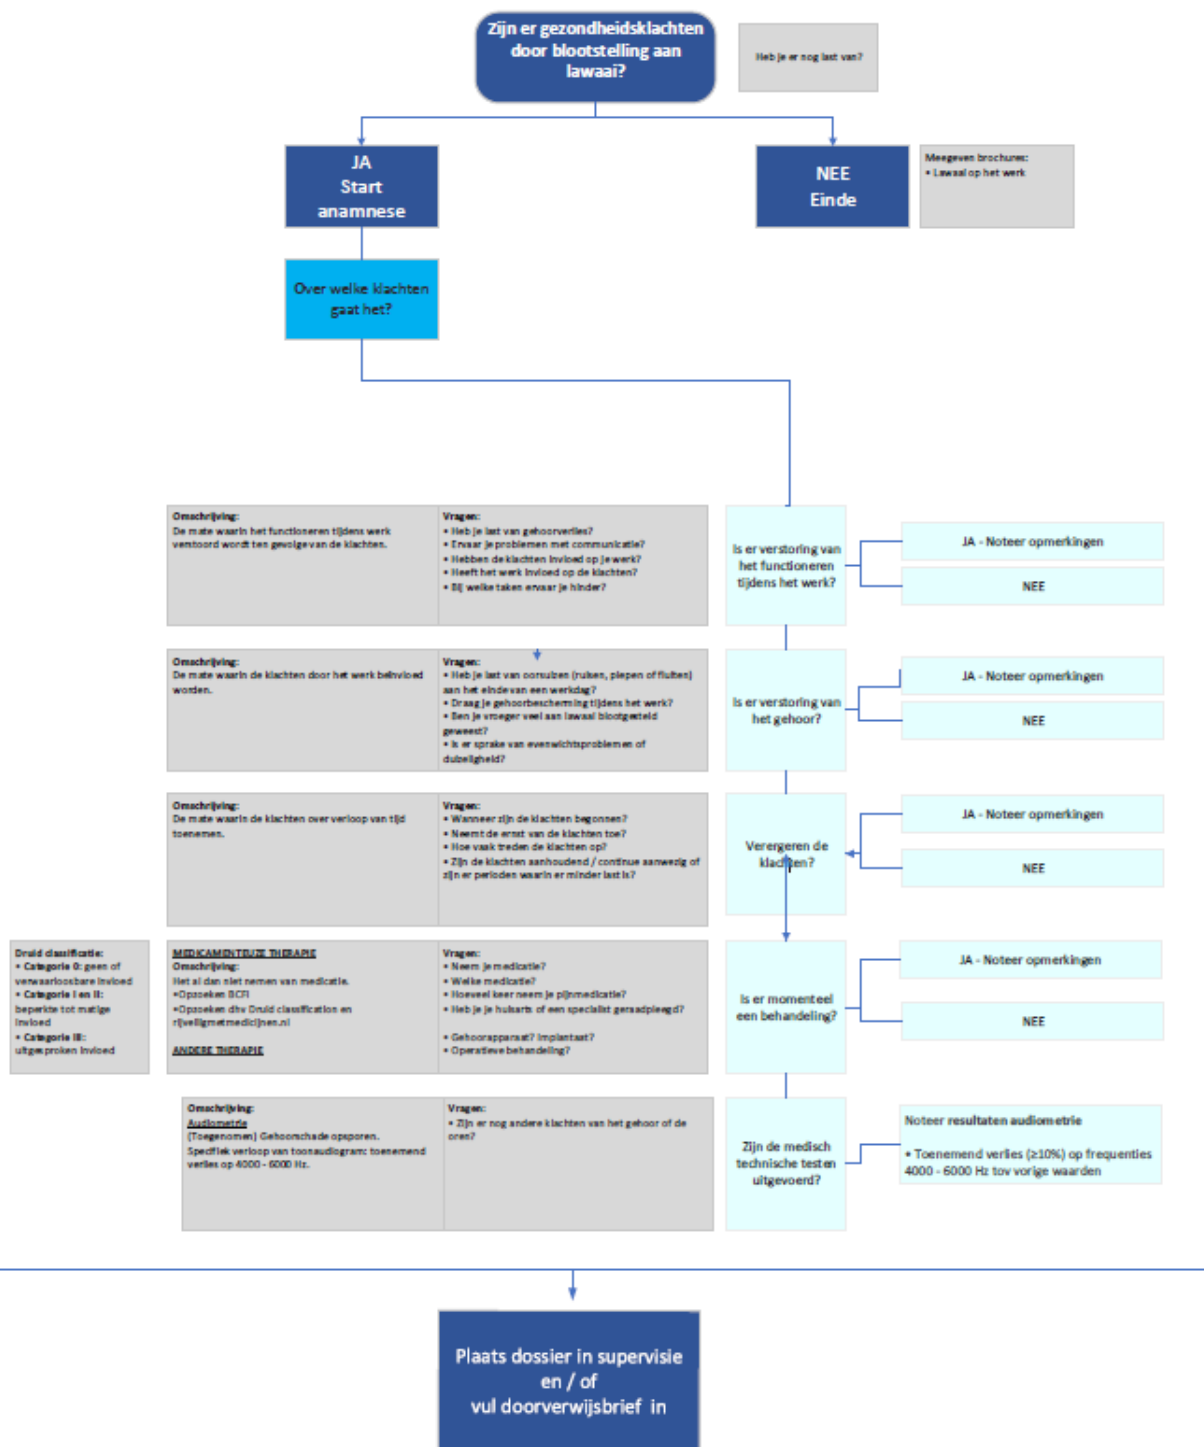 Zijn er gezondheidsklachten
door blootstelling aan
lawaai?
Heb je er nog last van?
JA
Start
anamnese
NEE
Einde
Meegeven brochures:
• Lawaai op het werk
Over welke klachten
gaat het?
Omschrijving:
De mate waarin het functioneren tijdens werk
verstoord wordt ten gevolge van de klachten.
Vragen:
• Heb je last van gehoorverlies?
• Ervaar je problemen met communicatie?
• Hebben de klachten invloed op je werk?
• Heeft het werk invloed op de klachten?
• Bij welke taken ervaar je hinder?
Is er verstoring van
het functioneren
tijdens het werk?
JA - Noteer opmerkingen
NEE
Omschrijving:
De mate waarin de klachten door het werk beïnvloed
worden.
Vragen:
• Heb je last van oorsuizen (ruisen, piepen of fluiten)
aan het einde van een werkdag?
• Draag je gehoorbescherming tijdens het werk?
• Ben je vroeger veel aan lawaai blootgesteld
geweest?
• Is er sprake van evenwichtsproblemen of
duizeligheid?
Is er verstoring van
het gehoor?
JA - Noteer opmerkingen
NEE
Omschrijving:
De mate waarin de klachten over verloop van tijd
toenemen.
Vragen:
• Wanneer zijn de klachten begonnen?
• Neemt de ernst van de klachten toe?
• Hoe vaak treden de klachten op?
• Zijn de klachten aanhoudend / continue aanwezig of
zijn er perioden waarin er minder last is?
Verergeren de
klachten?
JA - Noteer opmerkingen
NEE
Druid classificatie:
• Categorie 0: geen of
verwaarloosbare invloed
• Categorie I en II:
beperkte tot matige
invloed
• Categorie III:
uitgesproken invloed
MEDICAMENTEUZE THERAPIE
Omschrijving:
Het al dan niet nemen van medicatie.
•Opzoeken BCFI
•Opzoeken dhv Druid classification en
rijveiligmetmedicijnen.nl
ANDERE THERAPIE
Vragen:
• Neem je medicatie?
• Welke medicatie?
• Hoeveel keer neem je pijnmedicatie?
• Heb je je huisarts of een specialist geraadpleegd?
• Gehoorapparaat? Implantaat?
• Operatieve behandeling?
Is er momenteel
een behandeling?
JA - Noteer opmerkingen
NEE
Omschrijving:
Audiometrie
(Toegenomen) Gehoorschade opsporen.
Specifiek verloop van toonaudiogram: toenemend
verlies op 4000 - 6000 Hz.
Vragen:
• Zijn er nog andere klachten van het gehoor of de
oren?
Zijn de medisch
technische testen
uitgevoerd?
Noteer resultaten audiometrie
• Toenemend verlies (≥10%) op frequenties
4000 - 6000 Hz tov vorige waarden
Plaats dossier in supervisie
en / of
vul doorverwijsbrief in